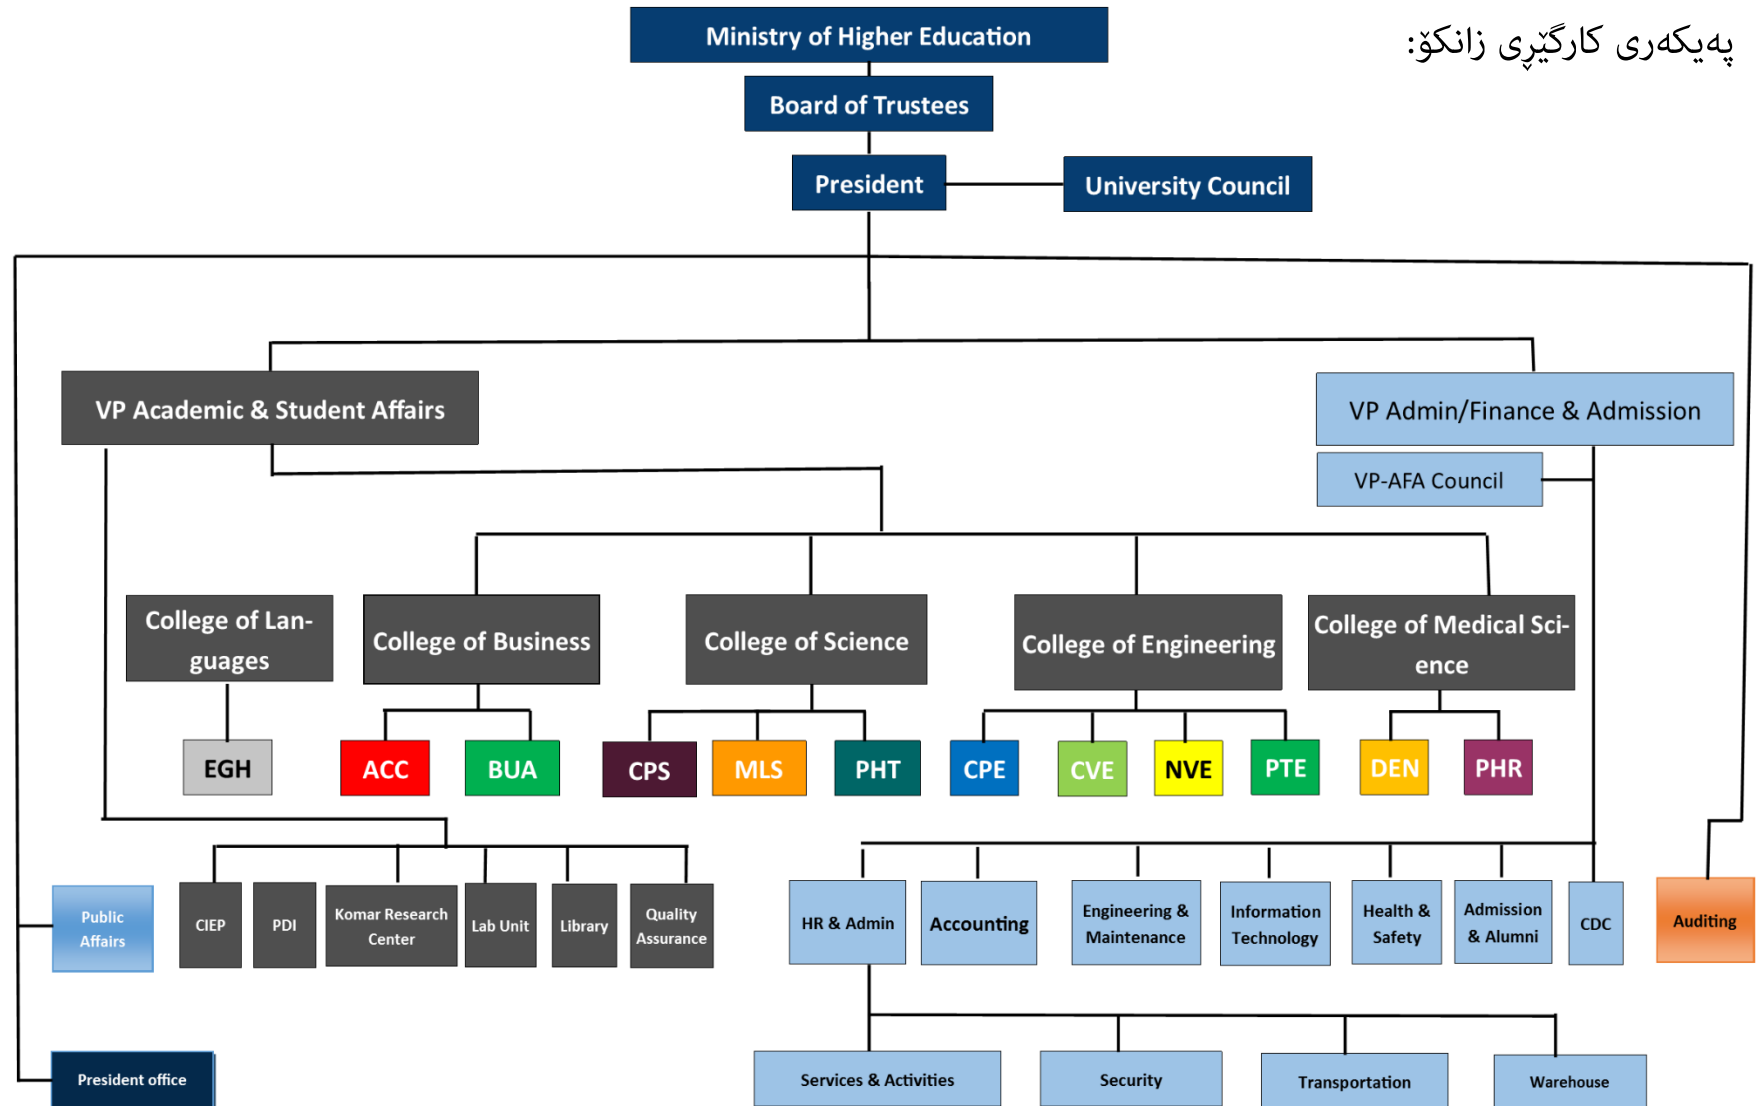 پەیکەری کارگێڕی زانکۆ:
Ministry of Higher Education
Board of Trustees
President
University Council
VP Academic & Student Affairs
VP Admin/Finance & Admission
VP-AFA Council
College of Lan-
guages
College of Business
College of Science
College of Engineering
College of Medical Sci-
ence
EGH
ACC
BUA
CPS
MLS
PHT
CPE
CVE
NVE
PTE
DEN
PHR
Public
Affairs
CIEP
PDI
Komar Research
Center
Lab Unit
Library
Quality
Assurance
HR & Admin
Accounting
Engineering &
Maintenance
Information
Technology
Health &
Safety
Admission
& Alumni
CDC
Auditing
President office
Services & Activities
Security
Transportation
Warehouse